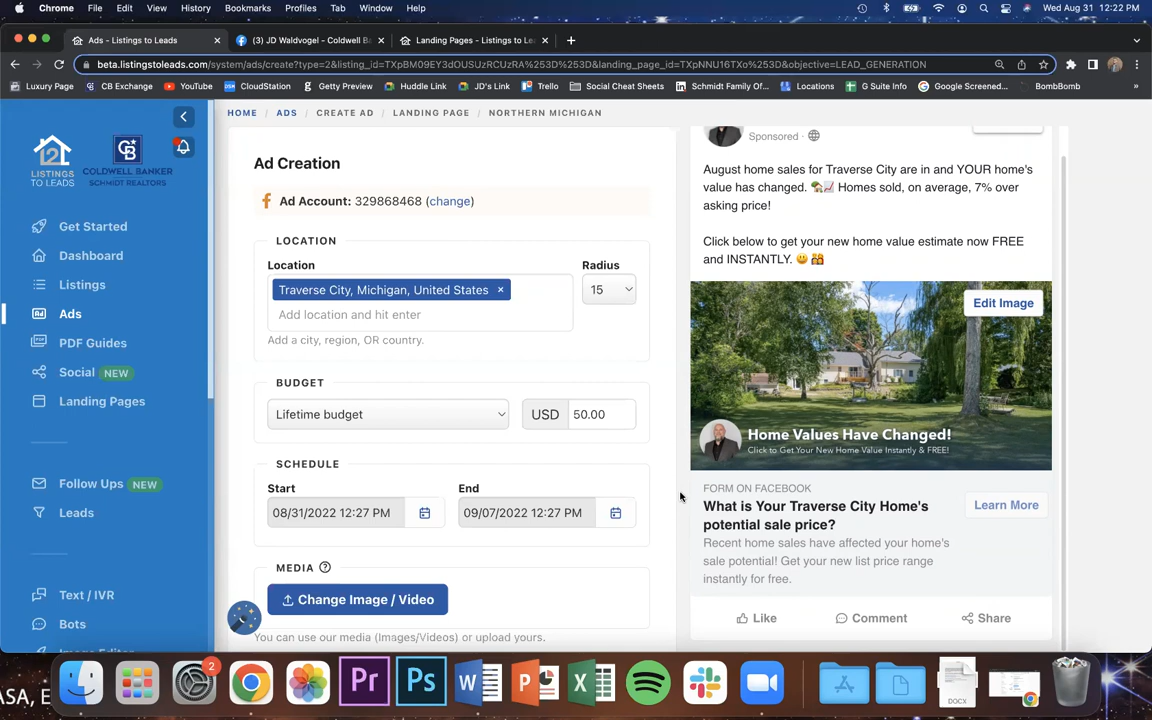 Chrome File Edit View History Bookmarks Profiles Tab Window Help Wed Aug 31 12:22 PM
Ads - Listings to Leads (3) JD Waldvogel - Coldwell B Landing Pages - Listings to Le
beta.listingstoleads.com/system/ads/create?type=2&landing_page_id=TXpNNU16TXo%253D%253D&objective=LEAD_GENERATION
Luxury Page CB Exchange YouTube CloudStation Getty Preview Huddle Link JD's Link Trello Social Cheat Sheets Schmidt Family Of... Locations G Suite Info Google Screened... BombBomb »
HOME ADS CREATE AD LANDING PAGE NORTHERN MICHIGAN
L2L
LISTINGS
TO LEADS
CB
COLDWELL BANKER
SCHMIDT REALTORS
Get Started
Dashboard
Listings
Ads
PDF Guides
Social NEW
Landing Pages
Follow Ups NEW
Leads
Text / IVR
Bots
Image Editor
Ad Creation
Ad Account: 329868468 (change)
LOCATION
Location Radius
Traverse City, Michigan, United States × 15
Add location and hit enter
Add a city, region, OR country.
BUDGET
Lifetime budget USD 50.00
SCHEDULE
Start End
08/31/2022 12:27 PM 09/07/2022 12:27 PM
MEDIA ?
Change Image / Video
You can use our media (Images/Videos) or upload yours.
Sponsored
August home sales for Traverse City are in and YOUR home's
value has changed. 🏡📈 Homes sold, on average, 7% over
asking price!
Click below to get your new home value estimate now FREE
and INSTANTLY. 😀 👨‍👩‍👧‍👦
Edit Image
Home Values Have Changed!
Click to Get Your New Home Value Instantly & FREE!
FORM ON FACEBOOK
What is Your Traverse City Home's
potential sale price?
Learn More
Recent home sales have affected your home's
sale potential! Get your new list price range
instantly for free.
Like Comment Share
ASA, E
2
Pr Ps W P X
DOCX